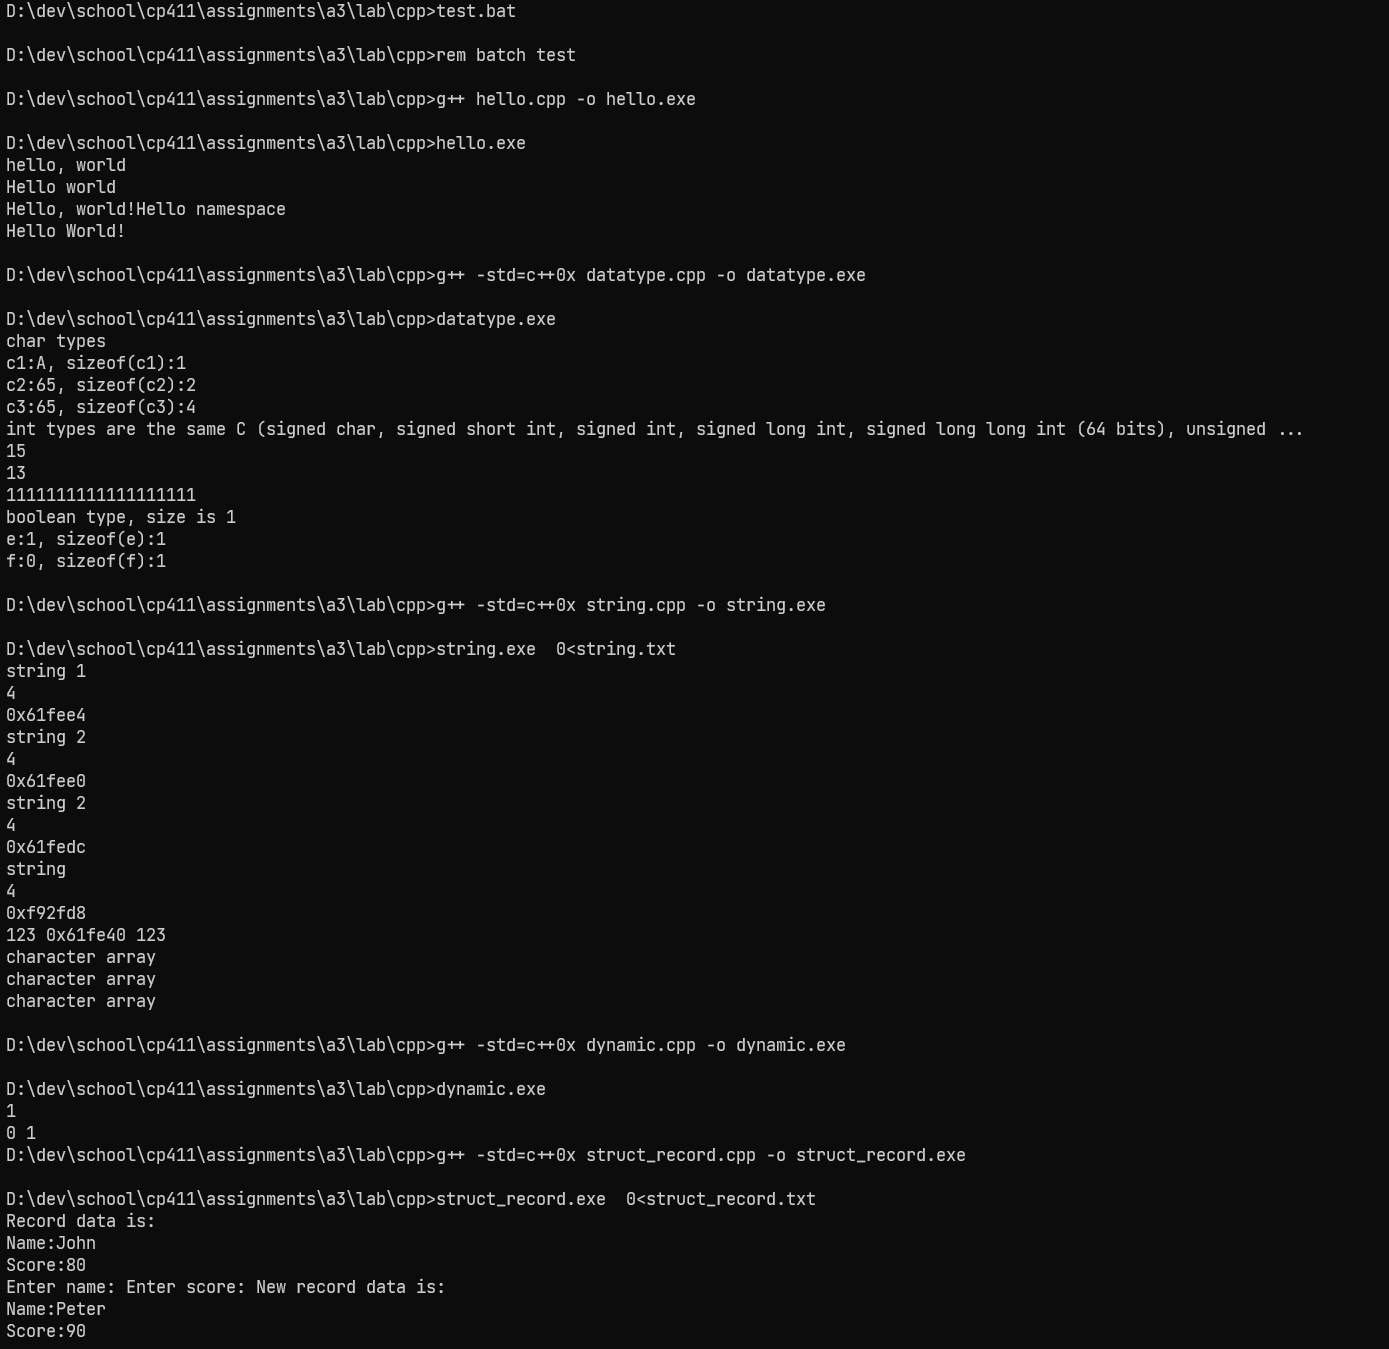 D:\dev\school\cp411\assignments\a3\lab\cpp>test.bat
D:\dev\school\cp411\assignments\a3\lab\cpp>rem batch test
D:\dev\school\cp411\assignments\a3\lab\cpp>g++ hello.cpp -o hello.exe
D:\dev\school\cp411\assignments\a3\lab\cpp>hello.exe
hello, world
Hello world
Hello, world!Hello namespace
Hello World!
D:\dev\school\cp411\assignments\a3\lab\cpp>g++ -std=c++0x datatype.cpp -o datatype.exe
D:\dev\school\cp411\assignments\a3\lab\cpp>datatype.exe
char types
c1:A, sizeof(c1):1
c2:65, sizeof(c2):2
c3:65, sizeof(c3):4
int types are the same C (signed char, signed short int, signed int, signed long int, signed long long int (64 bits), unsigned ...
15
13
1111111111111111111
boolean type, size is 1
e:1, sizeof(e):1
f:0, sizeof(f):1
D:\dev\school\cp411\assignments\a3\lab\cpp>g++ -std=c++0x string.cpp -o string.exe
D:\dev\school\cp411\assignments\a3\lab\cpp>string.exe  0<string.txt
string 1
4
0x61fee4
string 2
4
0x61fee0
string 2
4
0x61fedc
string
4
0xf92fd8
123 0x61fe40 123
character array
character array
character array
D:\dev\school\cp411\assignments\a3\lab\cpp>g++ -std=c++0x dynamic.cpp -o dynamic.exe
D:\dev\school\cp411\assignments\a3\lab\cpp>dynamic.exe
1
0 1
D:\dev\school\cp411\assignments\a3\lab\cpp>g++ -std=c++0x struct_record.cpp -o struct_record.exe
D:\dev\school\cp411\assignments\a3\lab\cpp>struct_record.exe  0<struct_record.txt
Record data is:
Name:John
Score:80
Enter name: Enter score: New record data is:
Name:Peter
Score:90